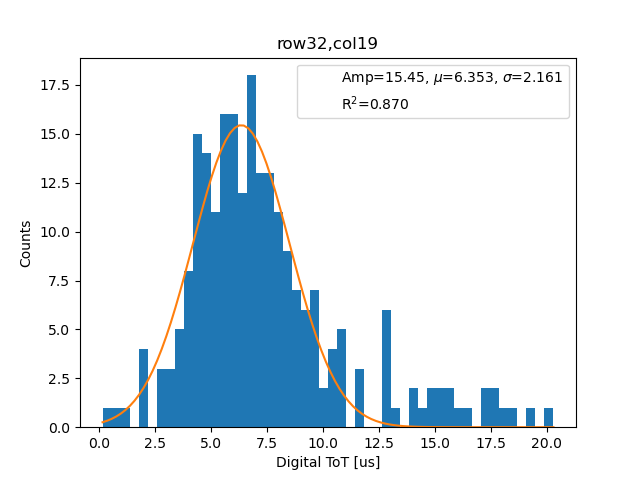 row32,col19
Amp=15.45, μ=6.353, σ=2.161
R²=0.870
17.5
15.0
12.5
10.0
7.5
5.0
2.5
0.0
Counts
0.0 2.5 5.0 7.5 10.0 12.5 15.0 17.5 20.0
Digital ToT [us]